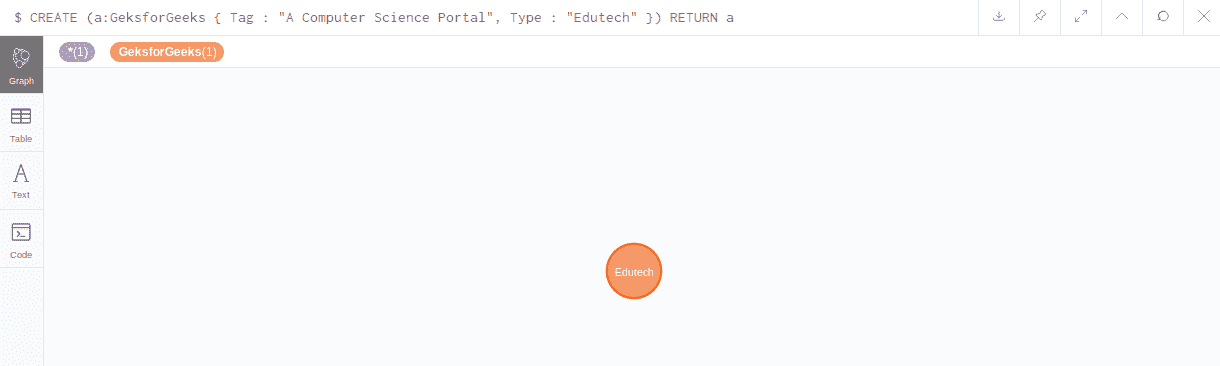 $ CREATE (a:GeksforGeeks { Tag : "A Computer Science Portal", Type : "Edutech" }) RETURN a
*(1) GeksforGeeks(1)
Graph
Table
Text
Code
Edutech